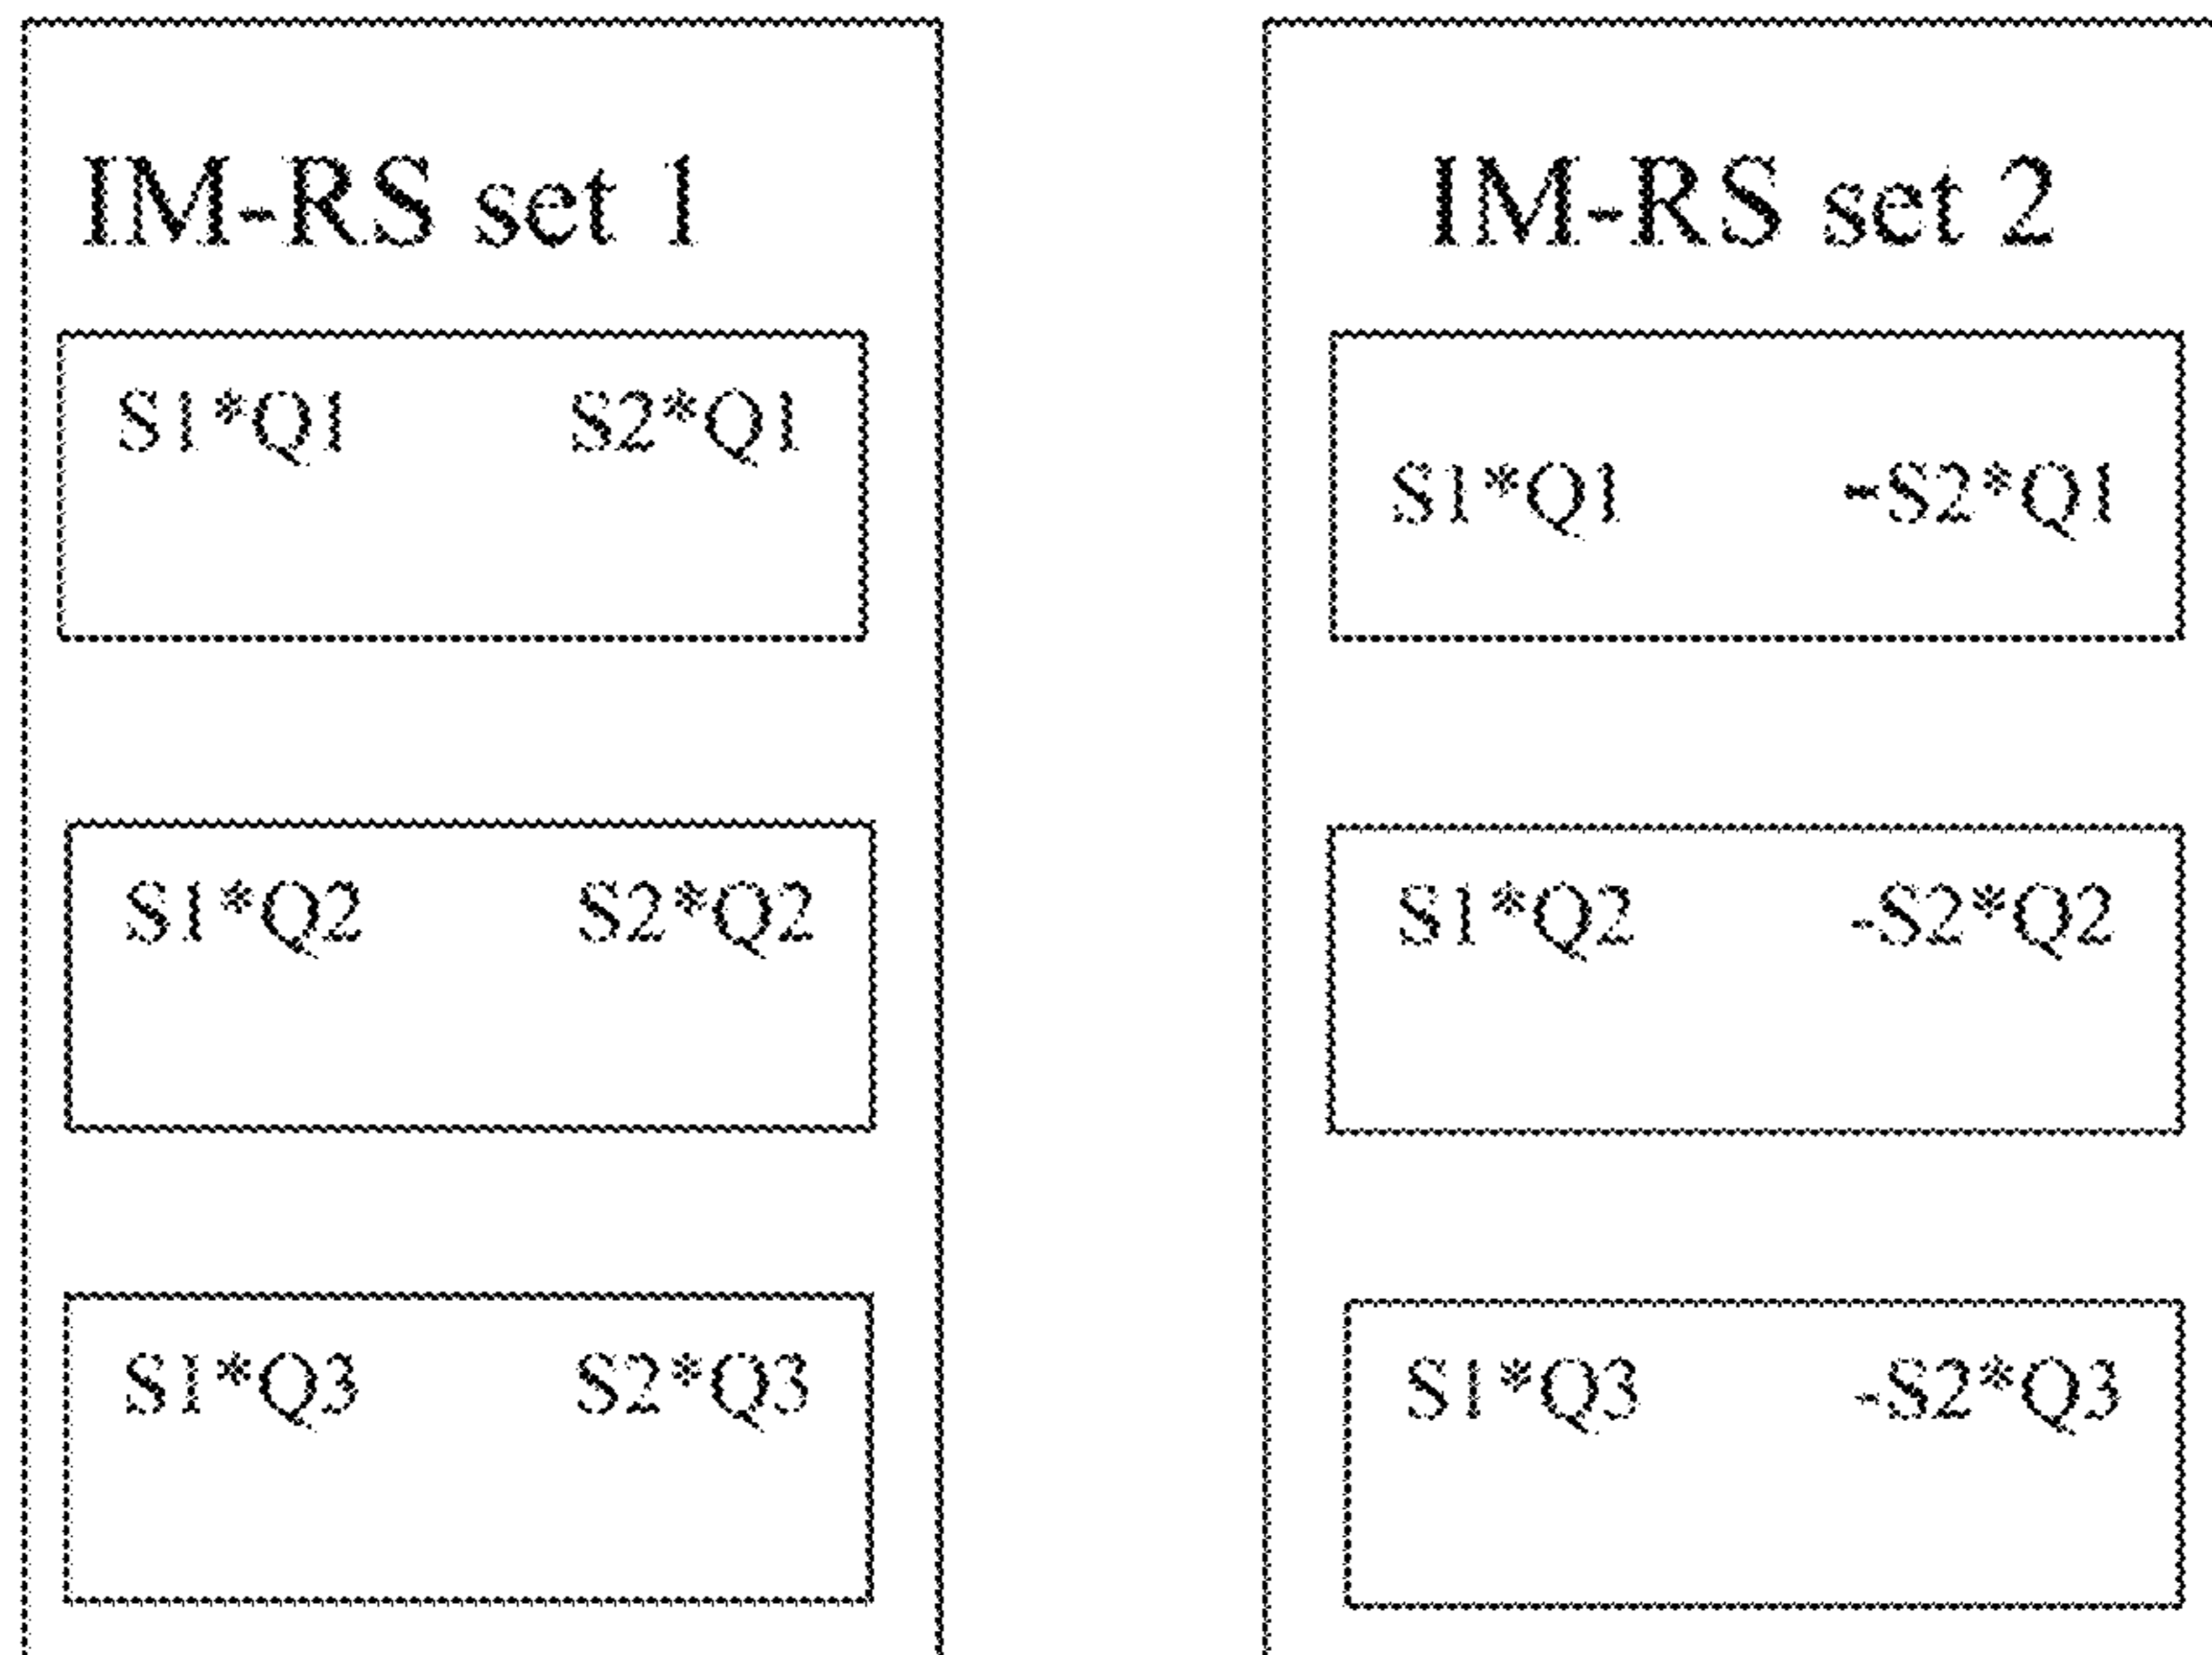 IM-RS set 1
S1*Q1 S2*Q1
S1*Q2 S2*Q2
S1*Q3 S2*Q3
IM-RS set 2
S1*Q1 -S2*Q1
S1*Q2 -S2*Q2
S1*Q3 -S2*Q3